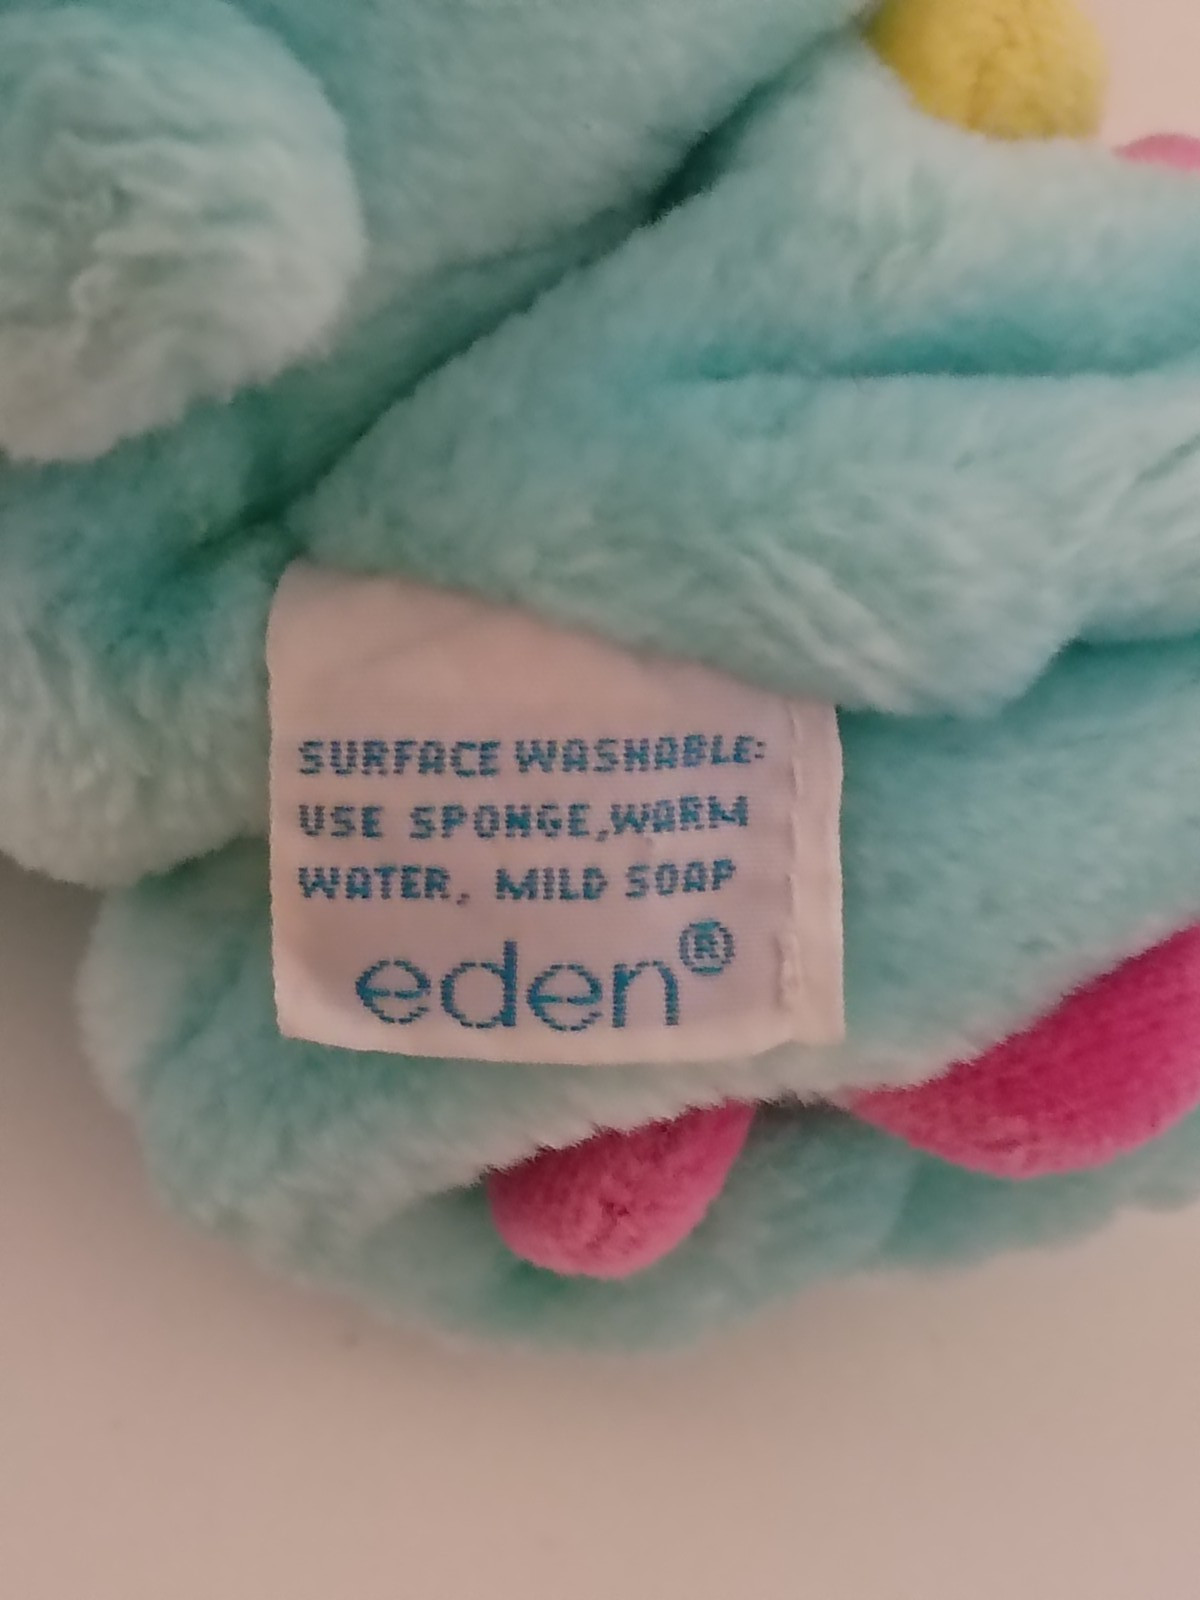 SURFACE WASHABLE:
USE SPONGE,WARM
WATER, MILD SOAP
eden®